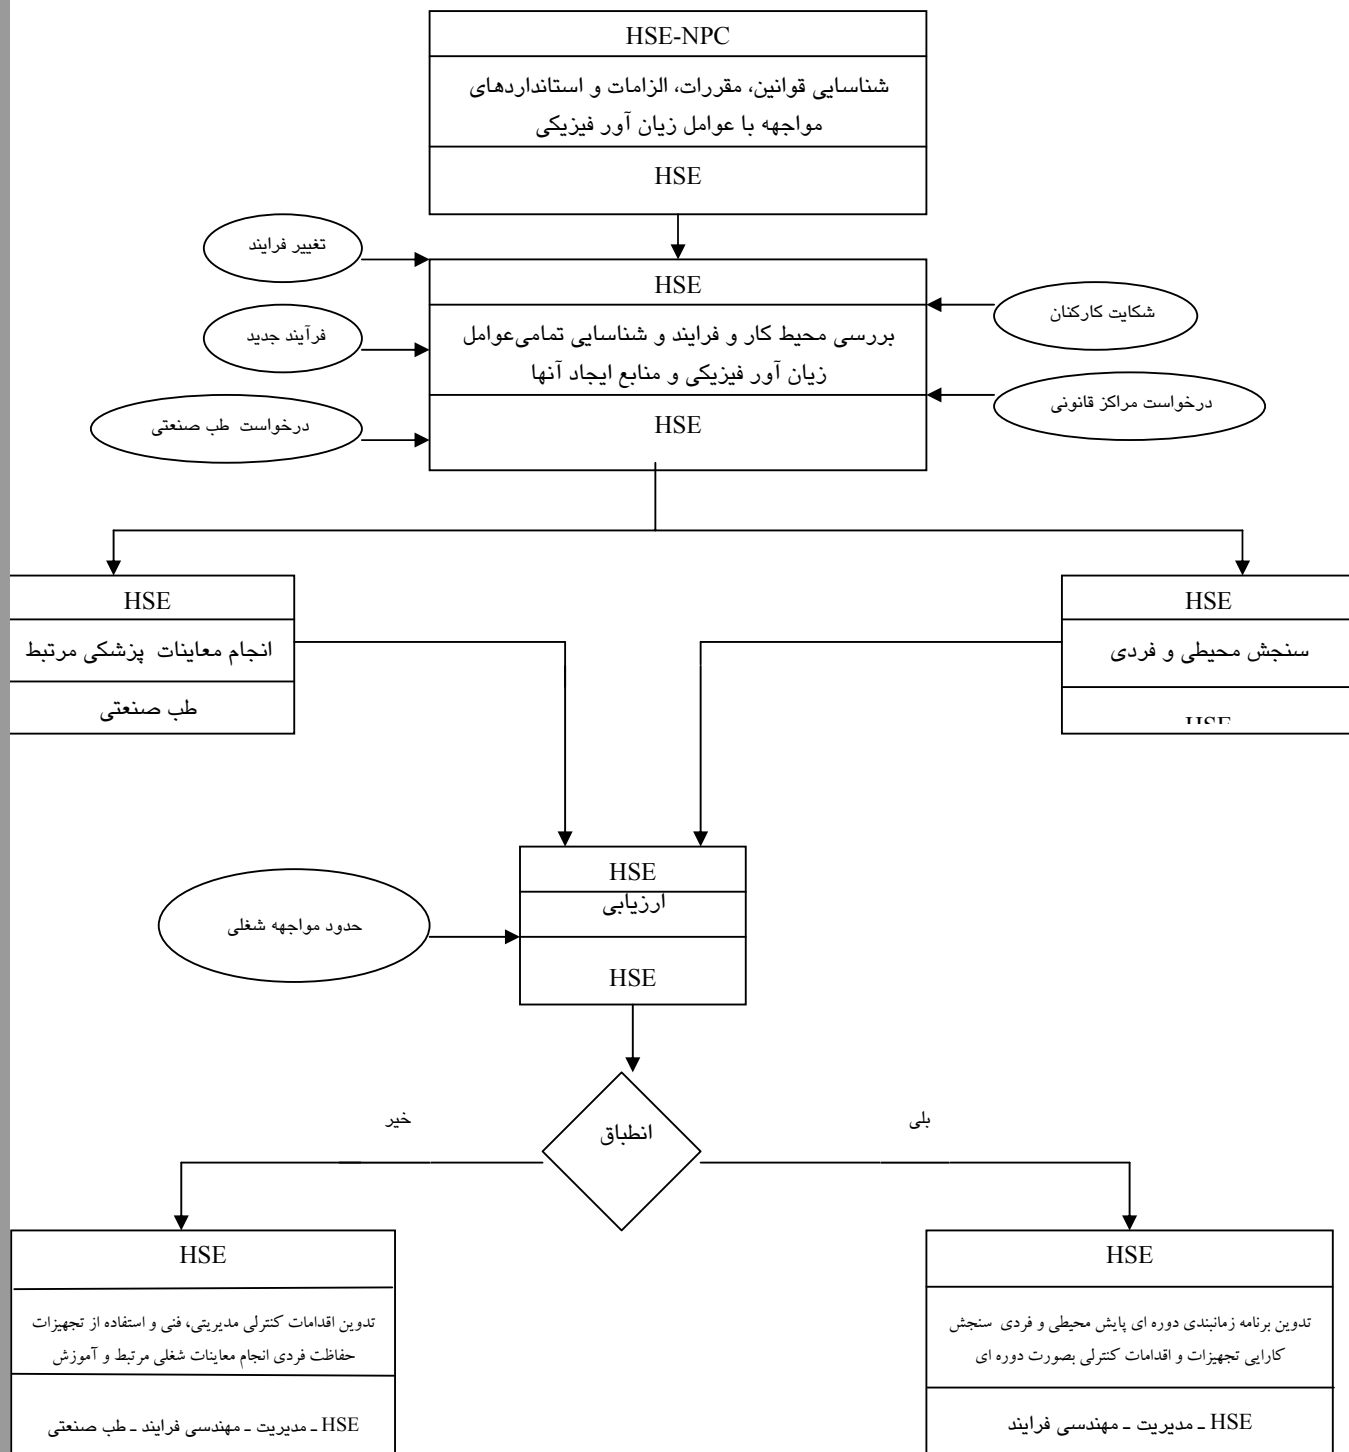 HSE-NPC
شناسایی قوانین، مقررات، الزامات و استانداردهای
مواجهه با عوامل زیان آور فیزیکی
HSE
تغییر فرایند
فرآیند جدید
درخواست طب صنعتی
HSE
بررسی محیط کار و فرایند و شناسایی تمامی‌عوامل
زیان آور فیزیکی و منابع ایجاد آنها
HSE
شکایت کارکنان
درخواست مراکز قانونی
HSE
سنجش محیطی و فردی
HSE
HSE
انجام معاینات پزشکی مرتبط
طب صنعتی
HSE
ارزیابی
HSE
حدود مواجهه شغلی
انطباق
بلی
خیر
HSE
تدوین برنامه زمانبندی دوره ای پایش محیطی و فردی سنجش
کارایی تجهیزات و اقدامات کنترلی بصورت دوره ای
HSE ـ مدیریت ـ مهندسی فرایند
HSE
تدوین اقدامات کنترلی مدیریتی، فنی و استفاده از تجهیزات
حفاظت فردی انجام معاینات شغلی مرتبط و آموزش
HSE ـ مدیریت ـ مهندسی فرایند ـ طب صنعتی